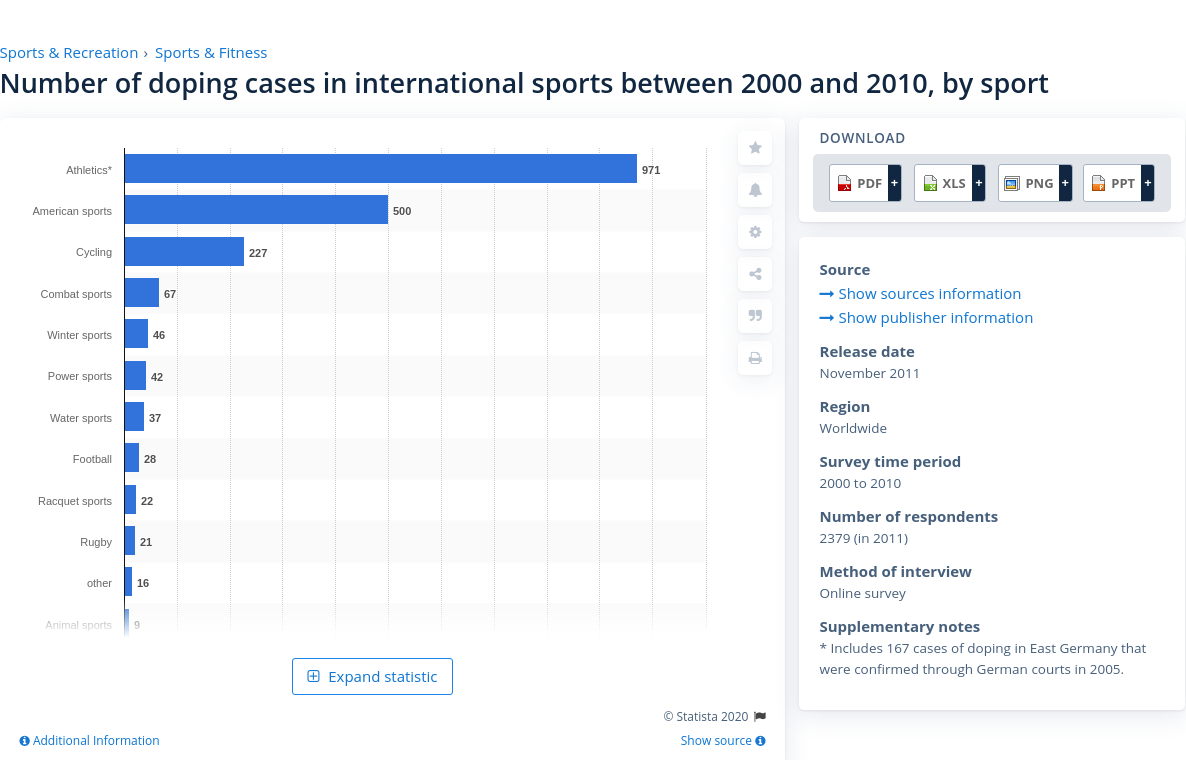 Sports & Recreation › Sports & Fitness
Number of doping cases in international sports between 2000 and 2010, by sport
Athletics* 971
American sports 500
Cycling 227
Combat sports 67
Winter sports 46
Power sports 42
Water sports 37
Football 28
Racquet sports 22
Rugby 21
other 16
Animal sports 9
Expand statistic
© Statista 2020
Additional Information
Show source
DOWNLOAD
PDF + XLS + PNG + PPT +
Source
Show sources information
Show publisher information
Release date
November 2011
Region
Worldwide
Survey time period
2000 to 2010
Number of respondents
2379 (in 2011)
Method of interview
Online survey
Supplementary notes
* Includes 167 cases of doping in East Germany that
were confirmed through German courts in 2005.